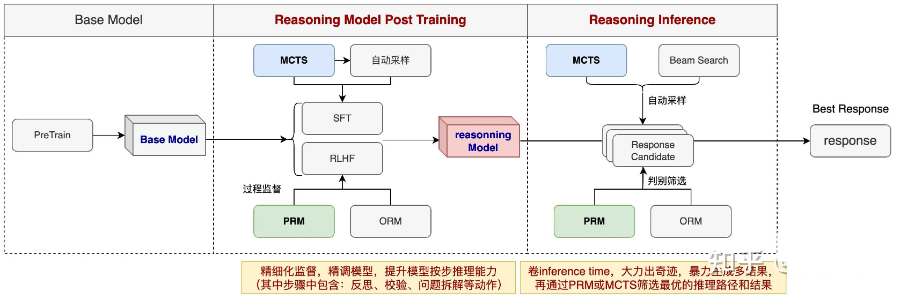 Base Model
Reasoning Model Post Training
Reasoning Inference
MCTS
自动采样
MCTS
Beam Search
自动采样
Best Response
PreTrain
Base Model
SFT
RLHF
reasonning
Model
Response
Candidate
response
过程监督
判别筛选
PRM
ORM
PRM
ORM
精细化监督，精调模型，提升模型按步推理能力
（其中步骤中包含：反思、校验、问题拆解等动作）
卷inference time，大力出奇迹，暴力生成多结果，
再通过PRM或MCTS筛选最优的推理路径和结果
知乎